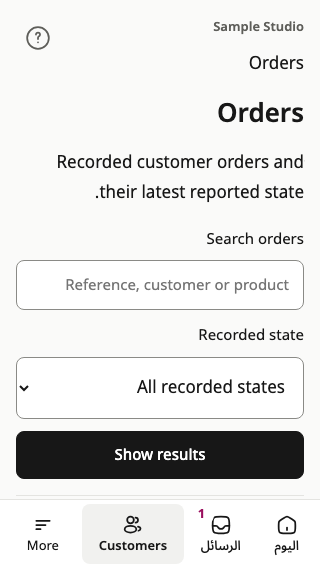 Sample Studio
Orders
Orders
Recorded customer orders and
their latest reported state.
Search orders
Reference, customer or product
Recorded state
All recorded states
Show results
اليوم
1
الرسائل
Customers
More